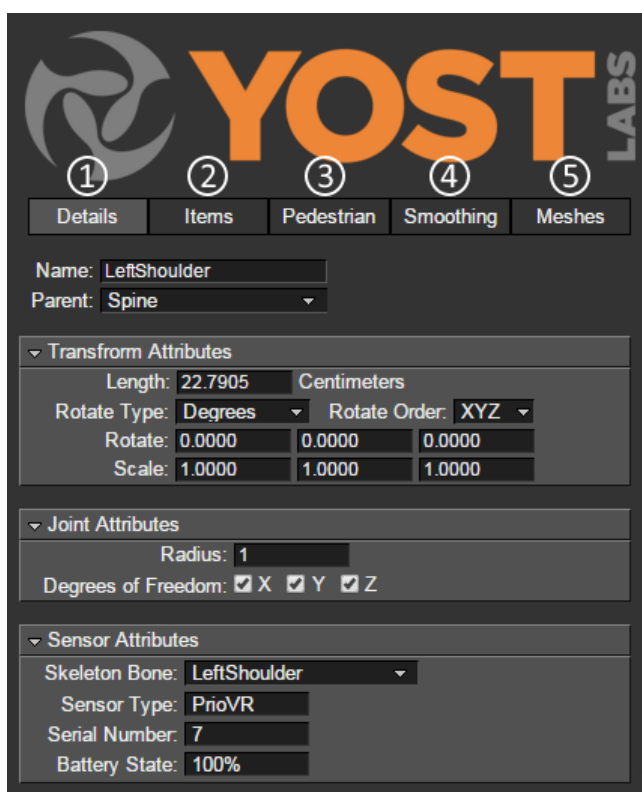 YOST LABS
① ② ③ ④ ⑤
Details Items Pedestrian Smoothing Meshes
Name: LeftShoulder
Parent: Spine
Transfrorm Attributes
Length: 22.7905 Centimeters
Rotate Type: Degrees Rotate Order: XYZ
Rotate: 0.0000 0.0000 0.0000
Scale: 1.0000 1.0000 1.0000
Joint Attributes
Radius: 1
Degrees of Freedom: X Y Z
Sensor Attributes
Skeleton Bone: LeftShoulder
Sensor Type: PrioVR
Serial Number: 7
Battery State: 100%